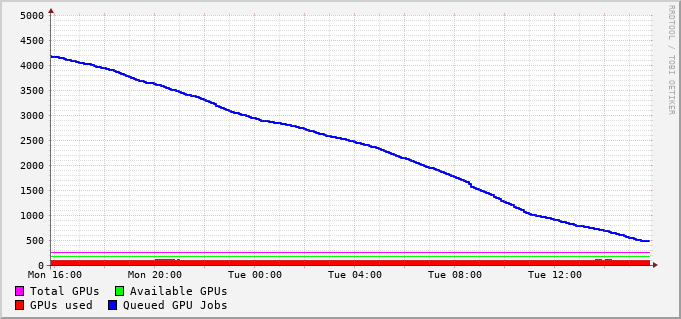 5000
4500
4000
3500
3000
2500
2000
1500
1000
500
0
Mon 16:00 Mon 20:00 Tue 00:00 Tue 04:00 Tue 08:00 Tue 12:00
Total GPUs Available GPUs
GPUs used Queued GPU Jobs
RRDTOOL / TOBI OETIKER